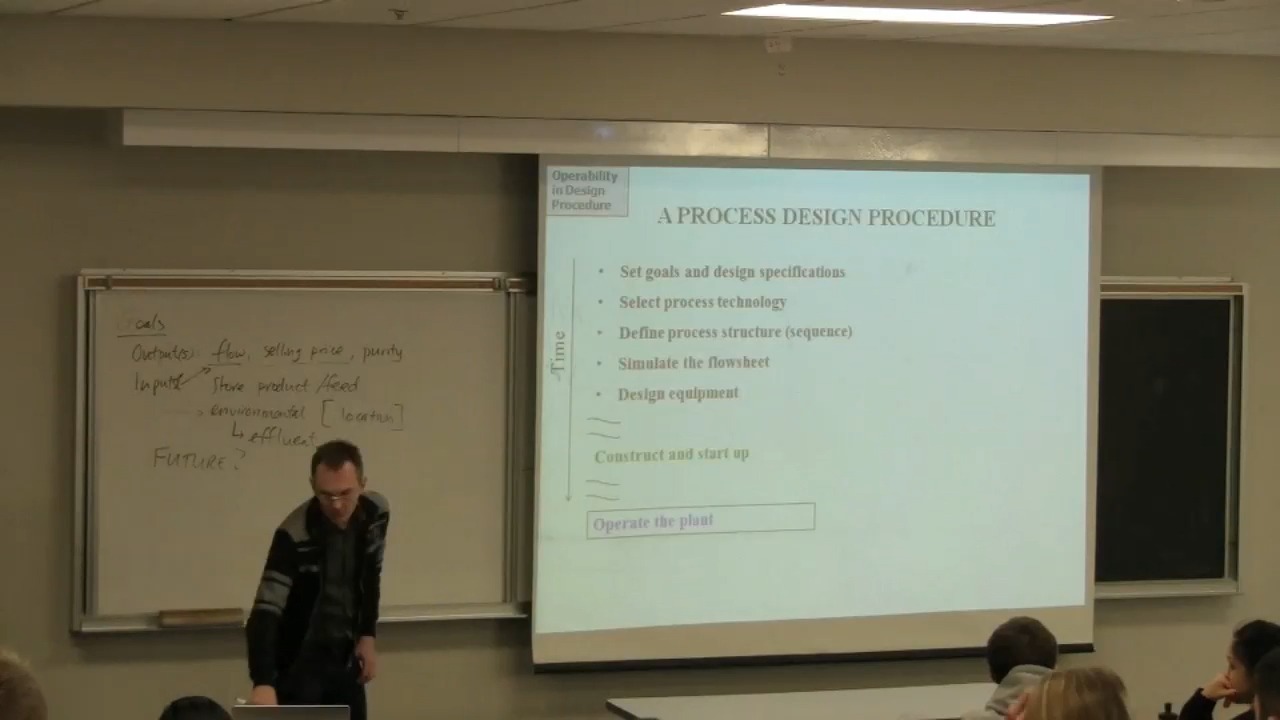 Goals
Output(s): flow, selling price, purity
Inputs
Store product / feed
environmental [location]
↳ effluent
FUTURE?
Operability
in Design
Procedure
A PROCESS DESIGN PROCEDURE
Time
• Set goals and design specifications
• Select process technology
• Define process structure (sequence)
• Simulate the flowsheet
• Design equipment
Construct and start up
Operate the plant